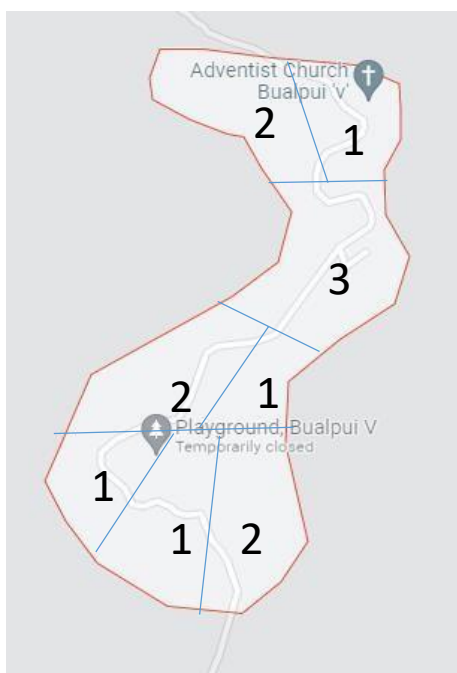 Adventist Church
Bualpui 'v'
2
1
3
2
1
Playground, Bualpui V
Temporarily closed
1
1
2